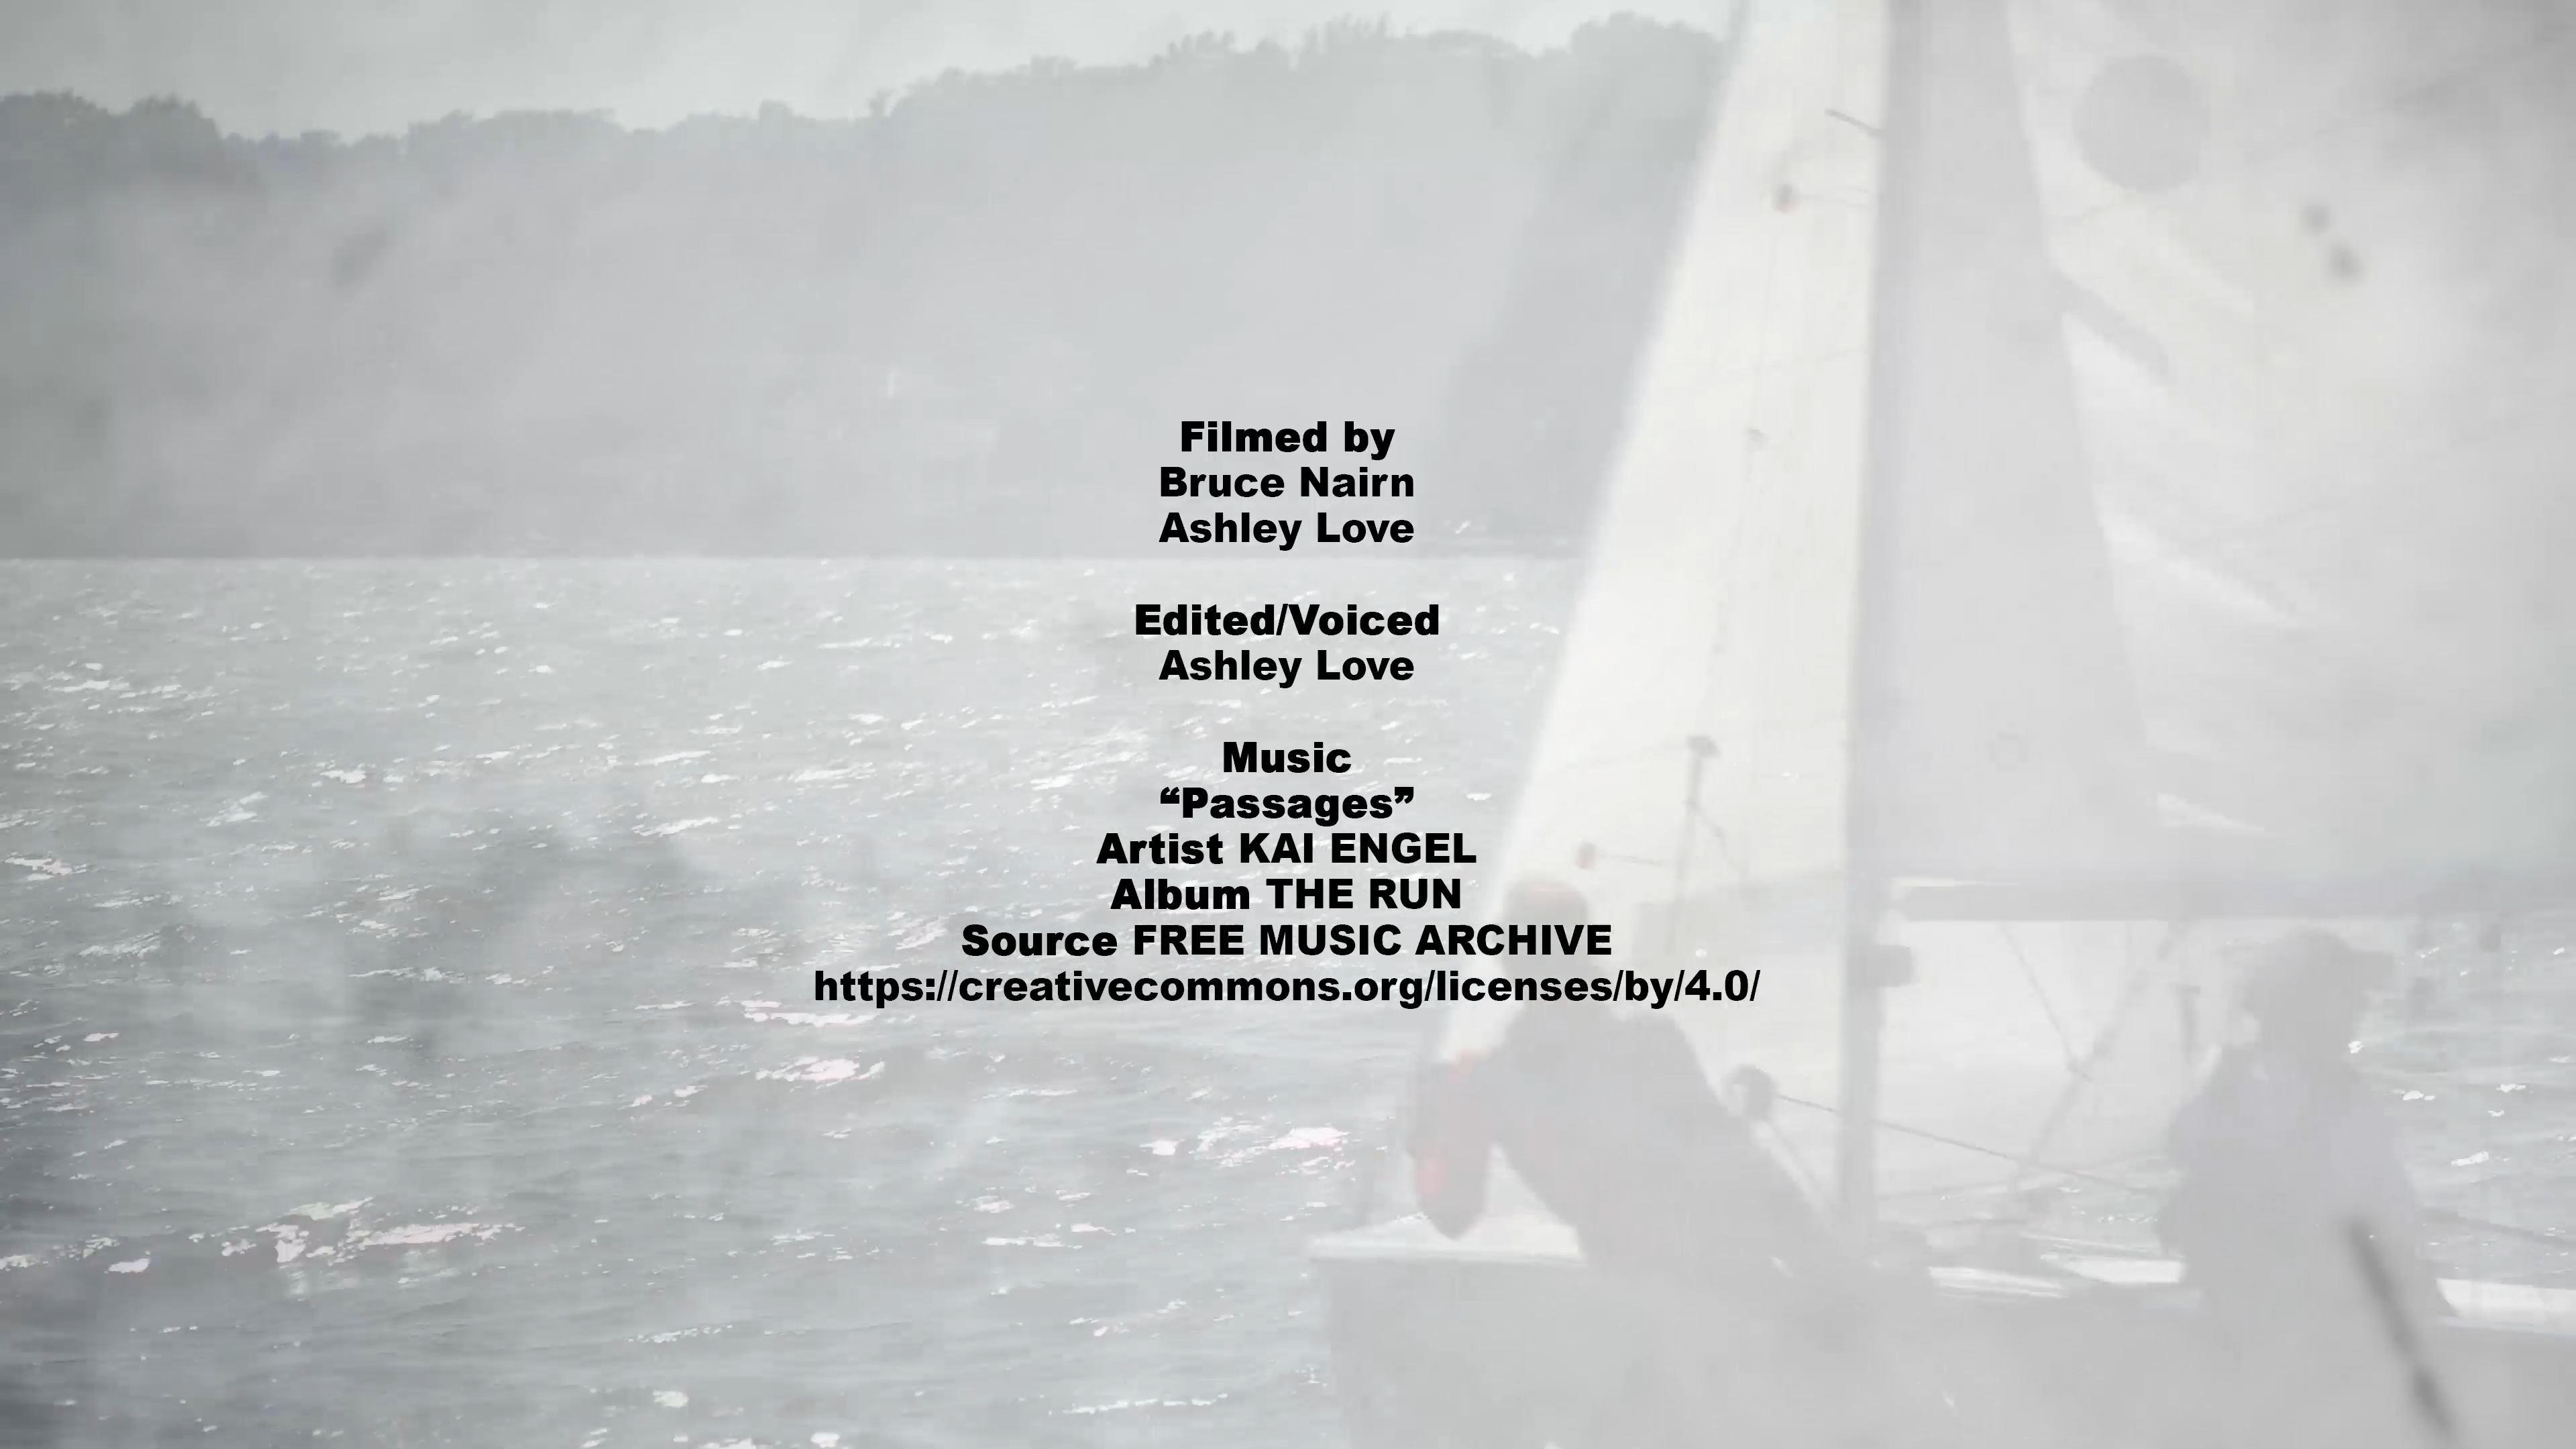 Filmed by
Bruce Nairn
Ashley Love
Edited/Voiced
Ashley Love
Music
“Passages”
Artist KAI ENGEL
Album THE RUN
Source FREE MUSIC ARCHIVE
https://creativecommons.org/licenses/by/4.0/